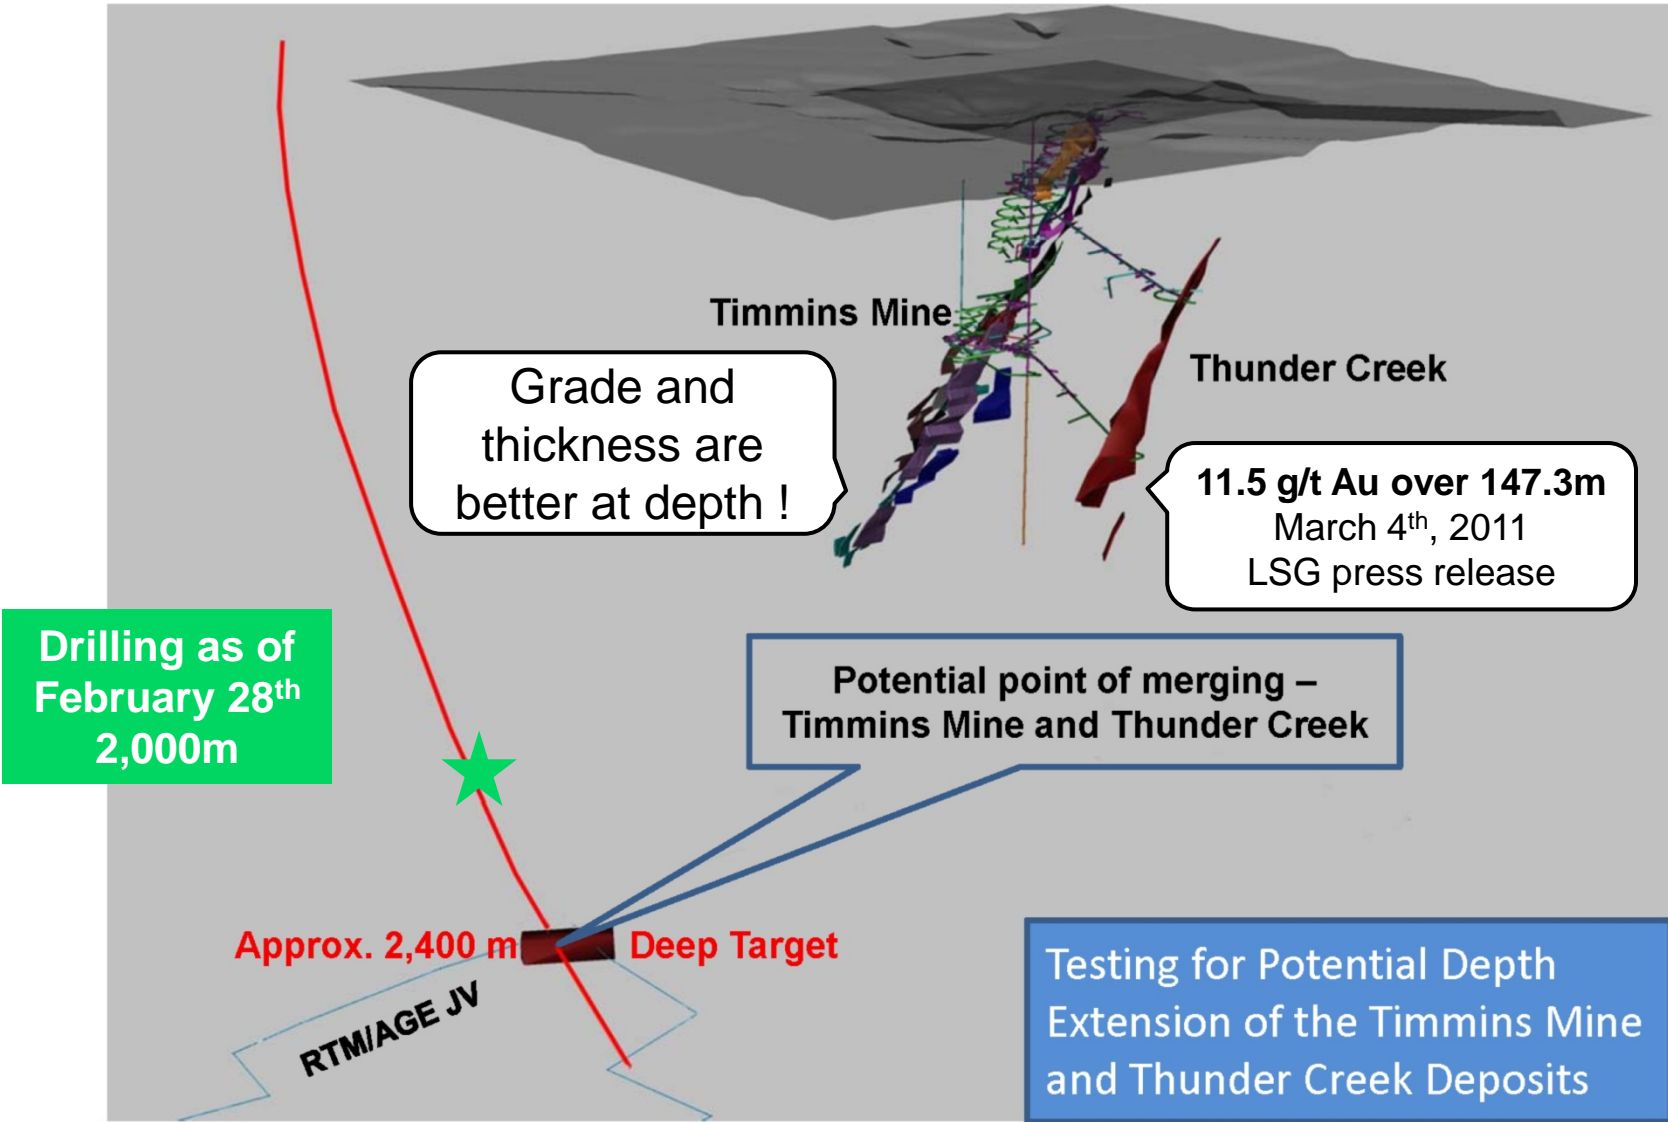 Timmins Mine
Thunder Creek
Grade and
thickness are
better at depth !
11.5 g/t Au over 147.3m
March 4th, 2011
LSG press release
Drilling as of
February 28th
2,000m
Potential point of merging –
Timmins Mine and Thunder Creek
Approx. 2,400 m
Deep Target
RTM/AGE JV
Testing for Potential Depth
Extension of the Timmins Mine
and Thunder Creek Deposits